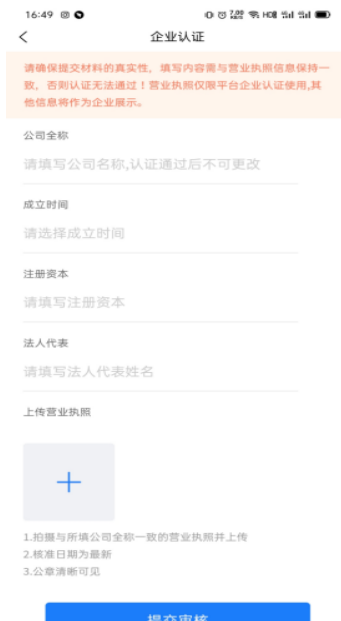 16:49
企业认证
请确保提交材料的真实性，填写内容需与营业执照信息保持一
致，否则认证无法通过！营业执照仅限平台企业认证使用,其
他信息将作为企业展示。
公司全称
请填写公司名称,认证通过后不可更改
成立时间
请选择成立时间
注册资本
请填写注册资本
法人代表
请填写法人代表姓名
上传营业执照
1.拍摄与所填公司全称一致的营业执照并上传
2.核准日期为最新
3.公章清晰可见
提交审核